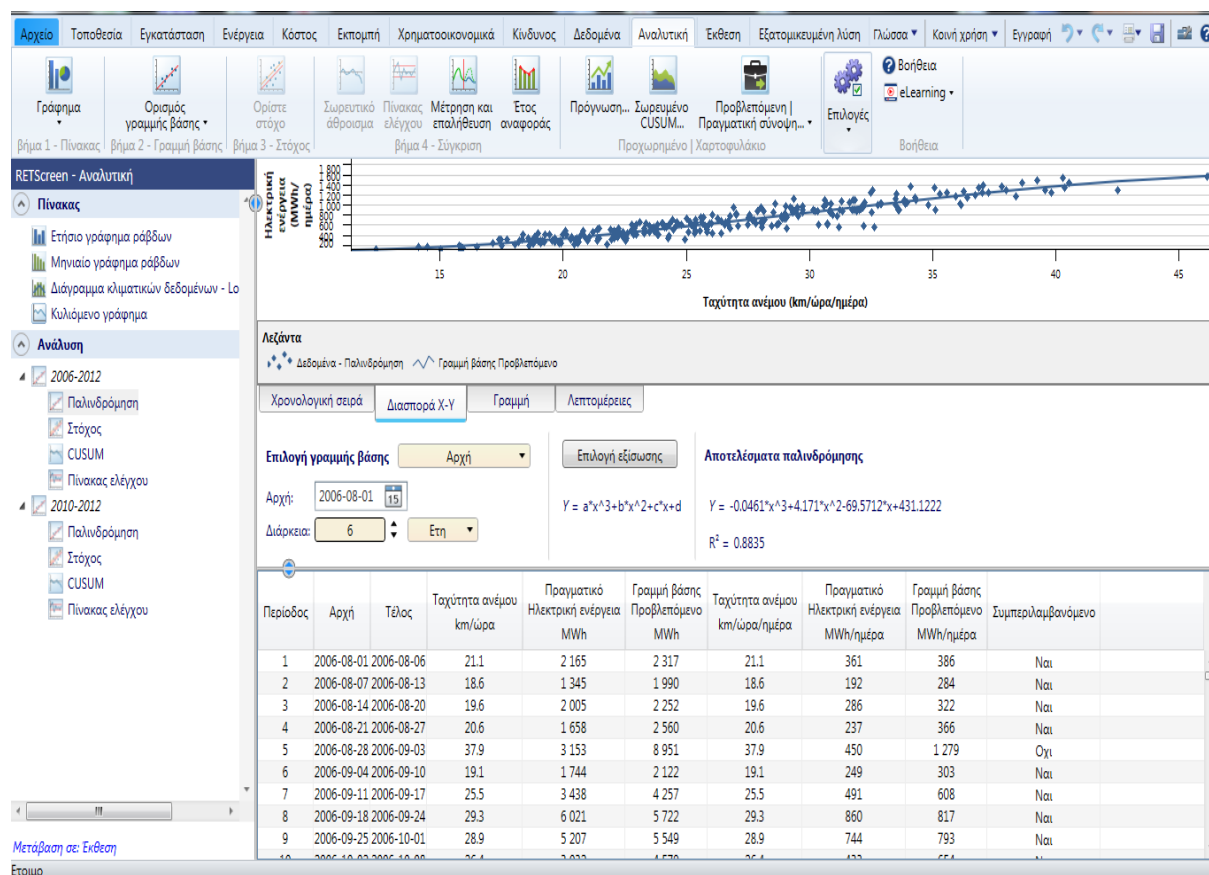 Αρχείο Τοποθεσία Εγκατάσταση Ενέργεια Κόστος Εκπομπή Χρηματοοικονομικά Κίνδυνος Δεδομένα Αναλυτική Έκθεση Εξατομικευμένη λύση Γλώσσα Κοινή χρήση Εγγραφή
Γράφημα
Ορισμός γραμμής βάσης
Ορίστε στόχο
Σωρευτικό άθροισμα
Πίνακας ελέγχου
Μέτρηση και επαλήθευση
Έτος αναφοράς
Πρόγνωση...
Σωρευμένο CUSUM...
Προβλεπόμενη | Πραγματική σύνοψη...
Επιλογές
Βοήθεια
eLearning
βήμα 1 - Πίνακας βήμα 2 - Γραμμή βάσης βήμα 3 - Στόχος βήμα 4 - Σύγκριση Προχωρημένο | Χαρτοφυλάκιο Βοήθεια
RETScreen - Αναλυτική
Πίνακας
Ετήσιο γράφημα ράβδων
Μηνιαίο γράφημα ράβδων
Διάγραμμα κλιματικών δεδομένων - Lo
Κυλιόμενο γράφημα
Ανάλυση
2006-2012
Παλινδρόμηση
Στόχος
CUSUM
Πίνακας ελέγχου
2010-2012
Παλινδρόμηση
Στόχος
CUSUM
Πίνακας ελέγχου
Μετάβαση σε: Έκθεση
Έτοιμο
Ηλεκτρική ενέργεια (MWh/ημέρα)
1 800
1 400
1 200
1 000
800
600
400
200
15 20 25 30 35 40 45
Ταχύτητα ανέμου (km/ώρα/ημέρα)
Λεζάντα
Δεδομένα - Παλινδρόμηση Γραμμή βάσης Προβλεπόμενο
Χρονολογική σειρά Διασπορά X-Y Γραμμή Λεπτομέρειες
Επιλογή γραμμής βάσης Αρχή
Αρχή: 2006-08-01 15
Διάρκεια: 6 Ετη
Επιλογή εξίσωσης
Y = a*x^3+b*x^2+c*x+d
Αποτελέσματα παλινδρόμησης
Y = -0.0461*x^3+4.171*x^2-69.5712*x+431.1222
R² = 0.8835
Περίοδος Αρχή Τέλος Ταχύτητα ανέμου km/ώρα Πραγματικό Ηλεκτρική ενέργεια MWh Γραμμή βάσης Προβλεπόμενο MWh Ταχύτητα ανέμου km/ώρα/ημέρα Πραγματικό Ηλεκτρική ενέργεια MWh/ημέρα Γραμμή βάσης Προβλεπόμενο MWh/ημέρα Συμπεριλαμβανόμενο
1 2006-08-01 2006-08-06 21.1 2 165 2 317 21.1 361 386 Ναι
2 2006-08-07 2006-08-13 18.6 1 345 1 990 18.6 192 284 Ναι
3 2006-08-14 2006-08-20 19.6 2 005 2 252 19.6 286 322 Ναι
4 2006-08-21 2006-08-27 20.6 1 658 2 560 20.6 237 366 Ναι
5 2006-08-28 2006-09-03 37.9 3 153 8 951 37.9 450 1 279 Οχι
6 2006-09-04 2006-09-10 19.1 1 744 2 122 19.1 249 303 Ναι
7 2006-09-11 2006-09-17 25.5 3 438 4 257 25.5 491 608 Ναι
8 2006-09-18 2006-09-24 29.3 6 021 5 722 29.3 860 817 Ναι
9 2006-09-25 2006-10-01 28.9 5 207 5 549 28.9 744 793 Ναι